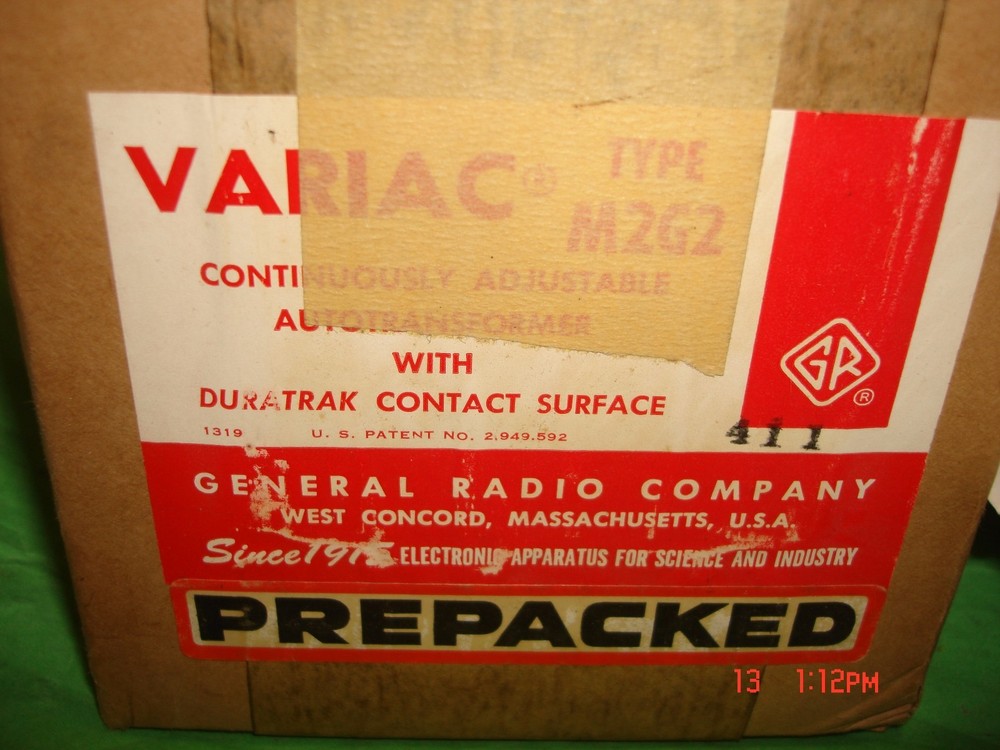 VARIAC®
TYPE
M2G2
CONTINUOUSLY ADJUSTABLE
AUTOTRANSFORMER
WITH
DURATRAK CONTACT SURFACE
1319 U. S. PATENT NO. 2,949,592
411
GR®
GENERAL RADIO COMPANY
WEST CONCORD, MASSACHUSETTS, U.S.A.
Since 1915 ELECTRONIC APPARATUS FOR SCIENCE AND INDUSTRY
PREPACKED
13 1:12PM